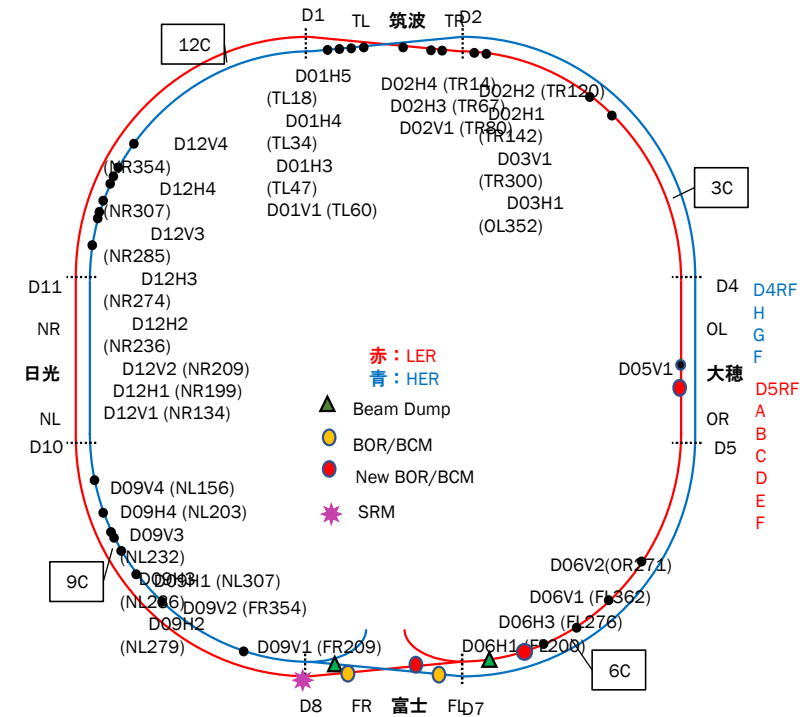 D1
TL
筑波
TR
D2
12C
D01H5
(TL18)
D01H4
(TL34)
D01H3
(TL47)
D01V1 (TL60)
D02H4 (TR14)
D02H3 (TR67)
D02V1 (TR80)
D02H2 (TR120)
D02H1
(TR142)
D03V1
(TR300)
D03H1
(OL352)
3C
D12V4
(NR354)
D12H4
(NR307)
D12V3
(NR285)
D12H3
(NR274)
D12H2
(NR236)
D12V2 (NR209)
D12H1 (NR199)
D12V1 (NR134)
D11
NR
日光
NL
D10
D4
OL
大穂
OR
D5
D4RF
H
G
F
D5RF
A
B
C
D
E
F
D05V1
赤：LER
青：HER
Beam Dump
BOR/BCM
New BOR/BCM
SRM
D09V4 (NL156)
D09H4 (NL203)
D09V3
(NL232)
D09H3
D09H1 (NL307)
D09V2 (FR354)
D09H2
(NL279)
D09V1 (FR209)
9C
D06V2(OR271)
D06V1 (FL362)
D06H3 (FL276)
D06H1 (FL200)
6C
D8
FR
富士
FL
D7